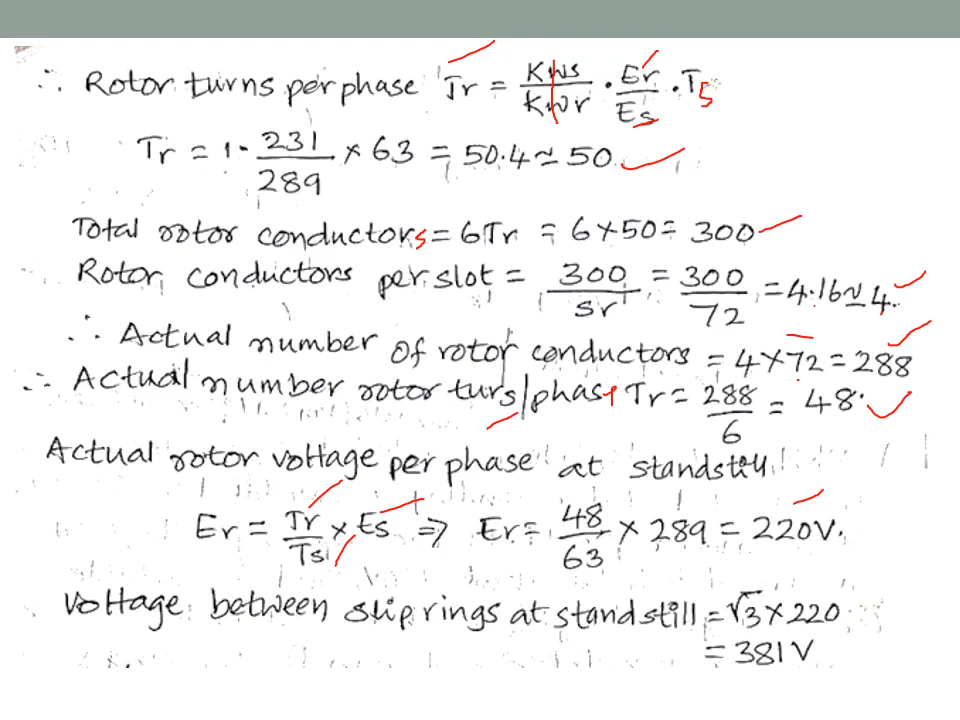 ∴ Rotor turns per phase Tr = Kws/Kwr · Er/Es · Ts
Tr = 1 · 231/289 × 63 = 50.4 ≃ 50
Total rotor conductors = 6Tr = 6×50 = 300
Rotor conductors per slot = 300/Sr = 300/72 = 4.16 ≃ 4.
∴ Actual number of rotor conductors = 4×72 = 288
∴ Actual number rotor turs/phase Tr = 288/6 = 48.
Actual rotor voltage per phase at standstill
Er = Tr/Ts × Es ⇒ Er = 48/63 × 289 = 220V.
Voltage between slip rings at standstill = √3 × 220
= 381 V